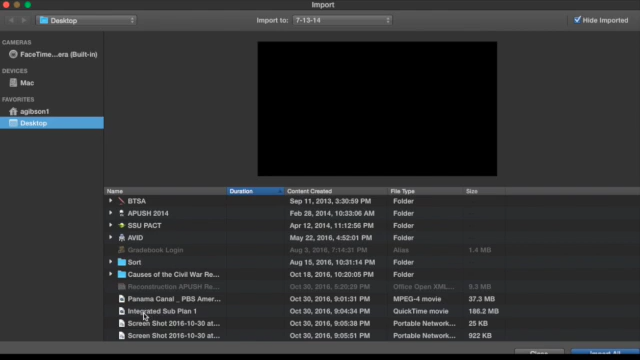 Import
Desktop Import to: 7-13-14 Hide Imported
CAMERAS
FaceTime...era (Built-in)
DEVICES
Mac
FAVORITES
agibson1
Desktop
Name Duration Content Created File Type Size
BTSA Sep 11, 2013, 3:30:59 PM Folder
APUSH 2014 Feb 28, 2014, 10:33:06 AM Folder
SSU PACT Apr 12, 2014, 11:12:56 PM Folder
AVID May 22, 2016, 4:52:01 PM Folder
Gradebook Login Aug 3, 2016, 7:14:21 PM Alias 1.4 MB
Sort Aug 15, 2016, 10:31:14 PM Folder
Causes of the Civil War Re... Oct 18, 2016, 10:20:05 PM Folder
Reconstruction APUSH Re... Oct 30, 2016, 9:20:29 PM Office Open XML... 9.3 MB
Panama Canal _ PBS Amer... Oct 30, 2016, 9:01:31 PM MPEG-4 movie 37.3 MB
Integrated Sub Plan 1 Oct 30, 2016, 9:04:34 PM QuickTime movie 186.2 MB
Screen Shot 2016-10-30 at... Oct 30, 2016, 9:05:38 PM Portable Network... 25 KB
Screen Shot 2016-10-30 at... Oct 30, 2016, 9:05:51 PM Portable Network... 922 KB
Close Import All